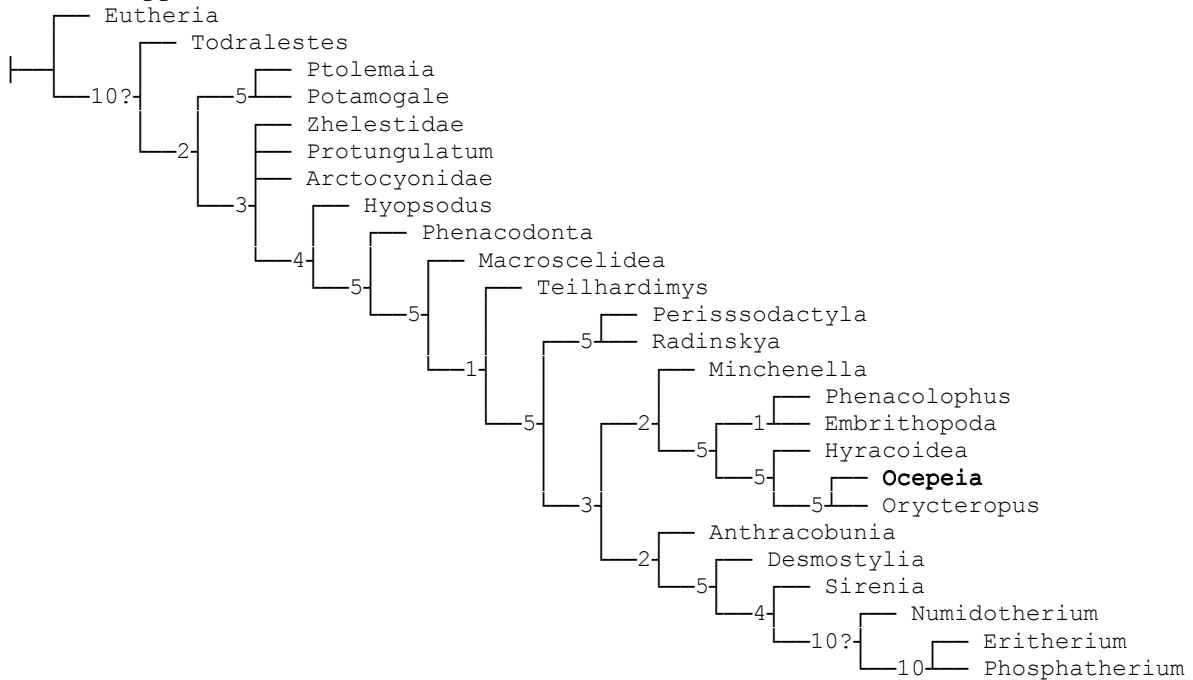 Eutheria
Todralestes
Ptolemaia
10? 5 Potamogale
Zhelestidae
2 Protungulatum
Arctocyonidae
3 Hyopsodus
Phenacodonta
4 Macroscelidea
5 Teilhardimys
5 Perisssodactyla
5 Radinskya
1 Minchenella
Phenacolophus
5 2 1 Embrithopoda
5 Hyracoidea
5 Ocepeia
3 5 Orycteropus
Anthracobunia
2 Desmostylia
5 Sirenia
4 Numidotherium
10? Eritherium
10 Phosphatherium